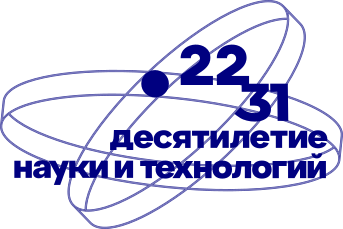 22
31
десятилетие
науки и технологий